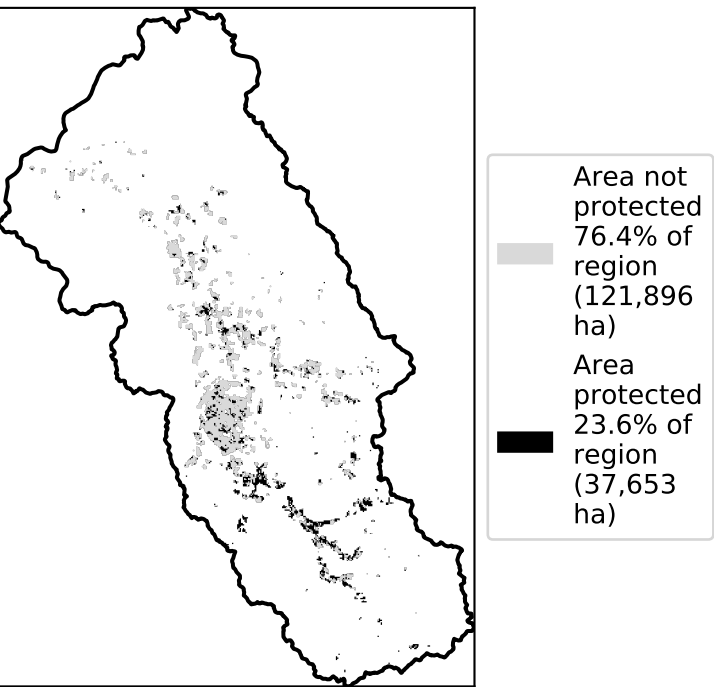 Area not
protected
76.4% of
region
(121,896
ha)
Area
protected
23.6% of
region
(37,653
ha)